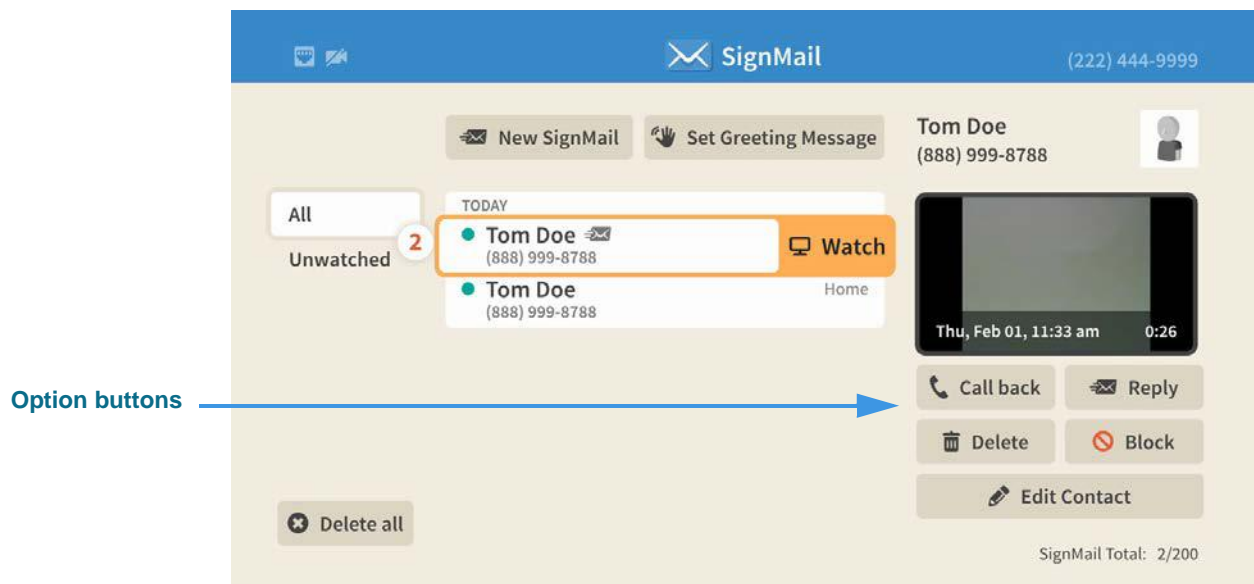 SignMail
(222) 444-9999
New SignMail
Set Greeting Message
Tom Doe
(888) 999-8788
All
Unwatched
2
TODAY
Tom Doe
(888) 999-8788
Watch
Tom Doe
(888) 999-8788
Home
Thu, Feb 01, 11:33 am
0:26
Option buttons
Call back
Reply
Delete
Block
Edit Contact
Delete all
SignMail Total: 2/200